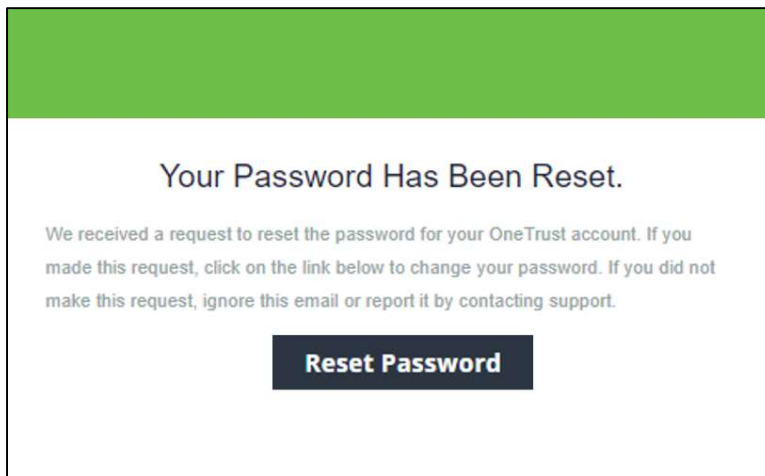 Your Password Has Been Reset.
We received a request to reset the password for your OneTrust account. If you
made this request, click on the link below to change your password. If you did not
make this request, ignore this email or report it by contacting support.
Reset Password